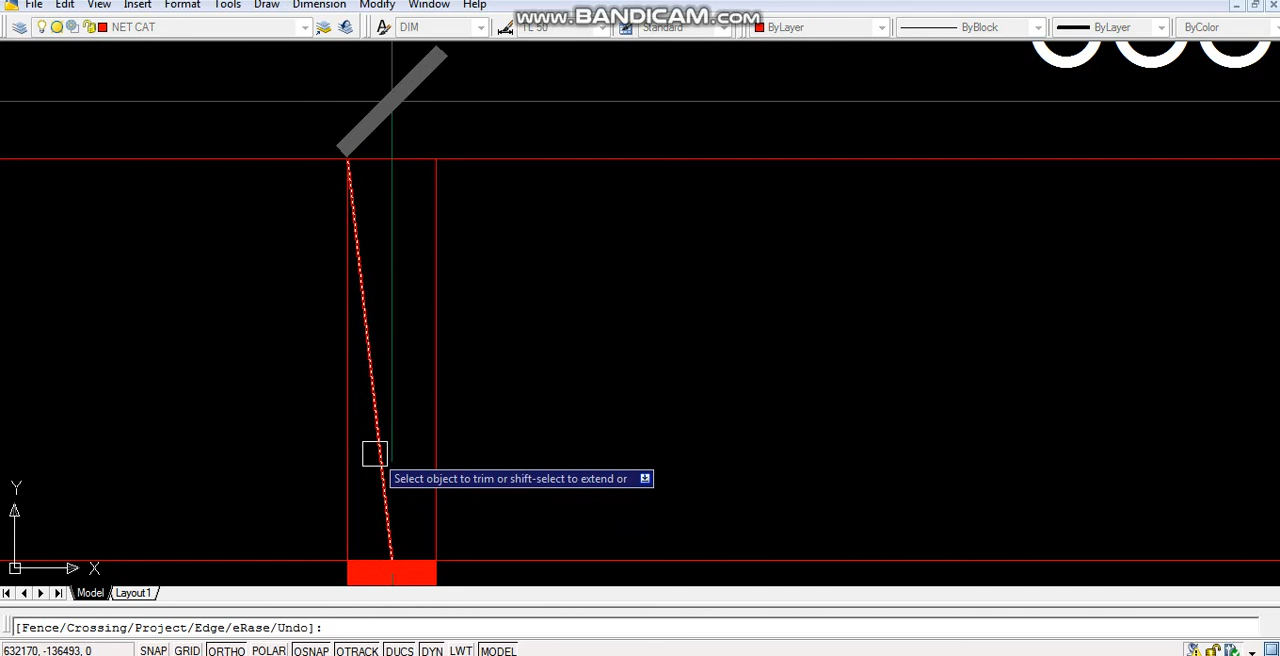 File Edit View Insert Format Tools Draw Dimension Modify Window Help
www.BANDICAM.com
NET CAT DIM TL 50 Standard ByLayer ByBlock ByLayer ByColor
Select object to trim or shift-select to extend or
Y
X
Model Layout1
[Fence/Crossing/Project/Edge/eRase/Undo]:
632170, -136493, 0 SNAP GRID ORTHO POLAR OSNAP OTRACK DUCS DYN LWT MODEL